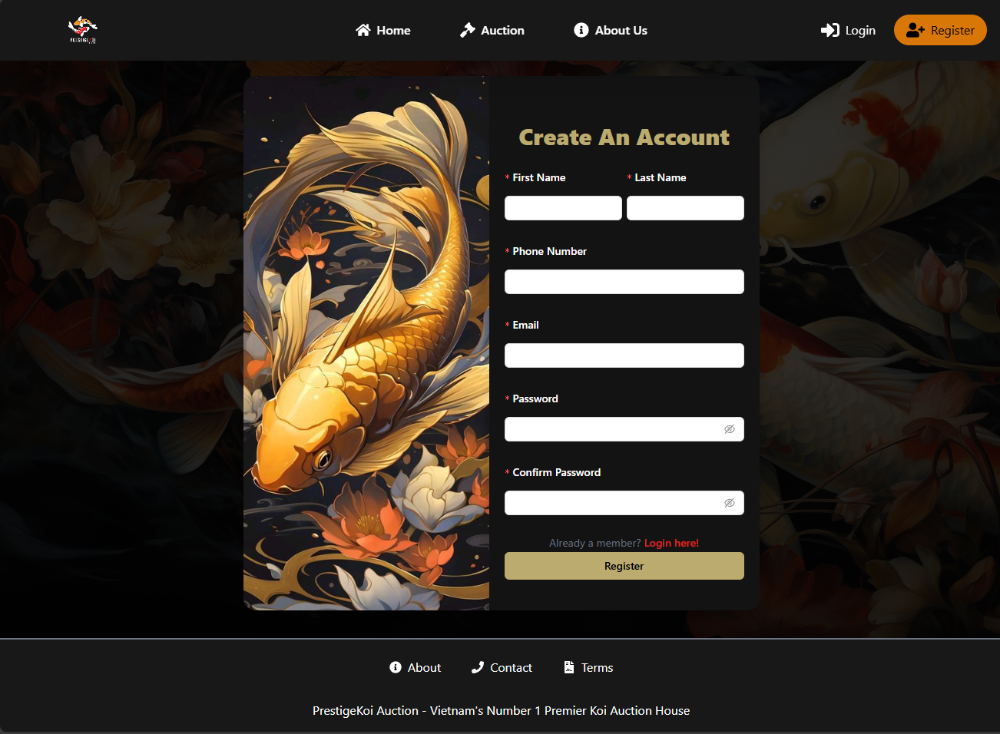 PRESTIGEKOI
Home
Auction
About Us
Login
Register
Create An Account
* First Name
* Last Name
* Phone Number
* Email
* Password
* Confirm Password
Already a member? Login here!
Register
About
Contact
Terms
PrestigeKoi Auction - Vietnam's Number 1 Premier Koi Auction House